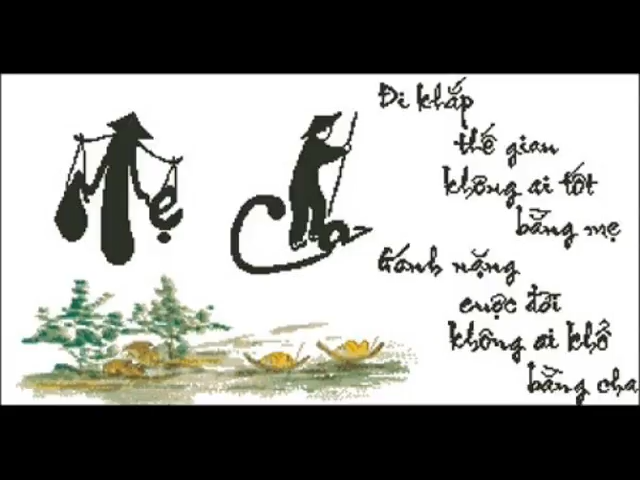 Mẹ Cha
Đi khắp
thế gian
không ai tốt
bằng mẹ
Gánh nặng
cuộc đời
không ai khổ
bằng cha